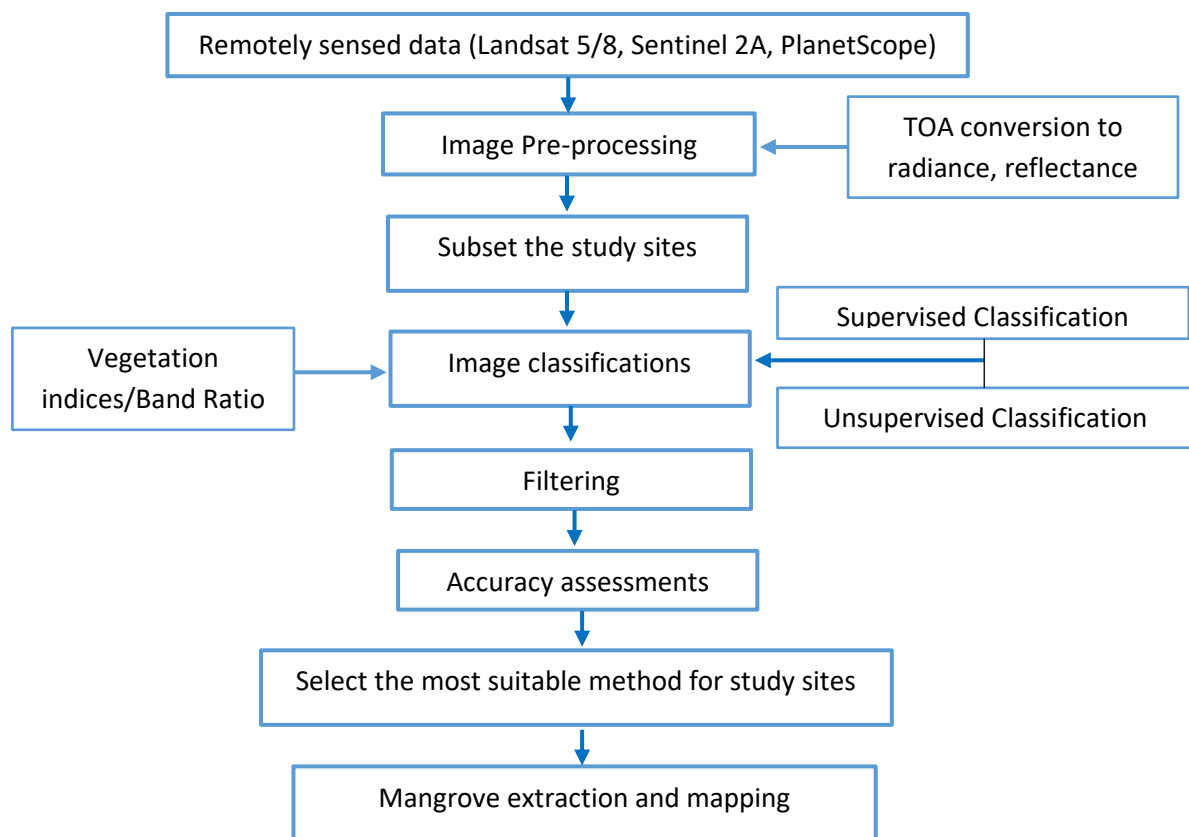 Remotely sensed data (Landsat 5/8, Sentinel 2A, PlanetScope)
Image Pre-processing
TOA conversion to
radiance, reflectance
Subset the study sites
Supervised Classification
Vegetation
indices/Band Ratio
Image classifications
Unsupervised Classification
Filtering
Accuracy assessments
Select the most suitable method for study sites
Mangrove extraction and mapping